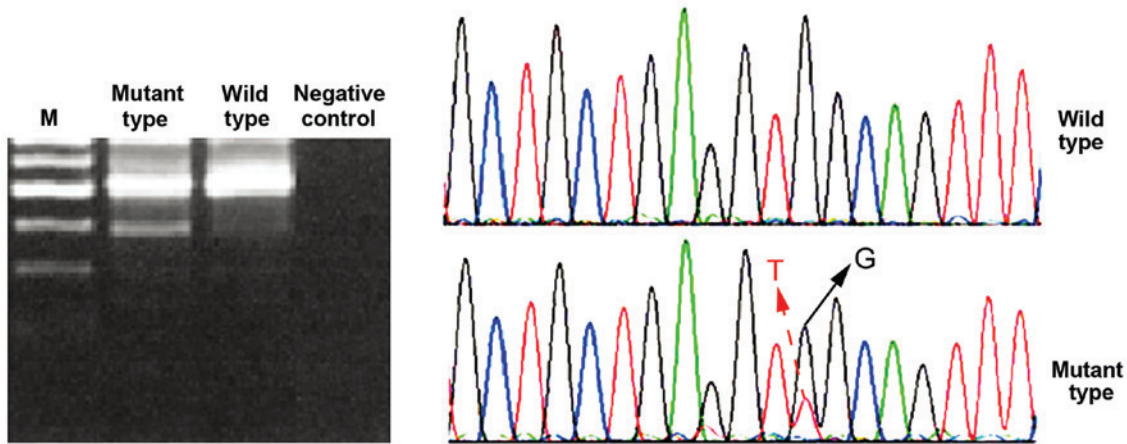 M
Mutant
type
Wild
type
Negative
control
Wild
type
T
G
Mutant
type